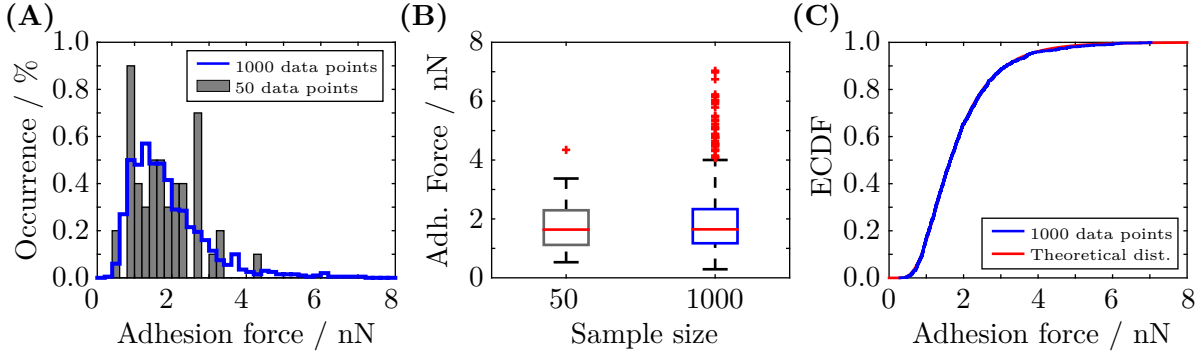 (A)
1.0
0.8
0.6
0.4
0.2
0.0
Occurrence / %
1000 data points
50 data points
0 2 4 6 8
Adhesion force / nN
(B)
8
6
4
2
0
Adh. Force / nN
50 1000
Sample size
(C)
1.0
0.8
0.6
0.4
0.2
0.0
ECDF
1000 data points
Theoretical dist.
0 2 4 6 8
Adhesion force / nN